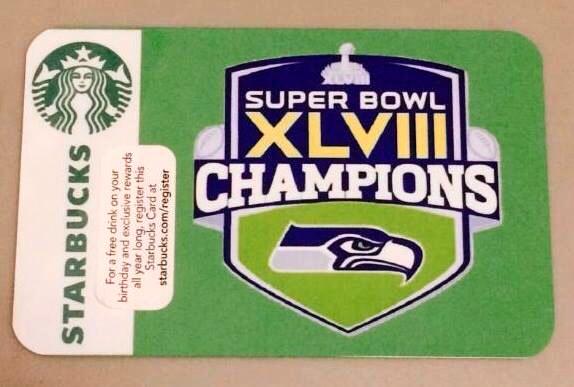 STARBUCKS
For a free drink on your
birthday and exclusive rewards
all year long, register this
Starbucks Card at
starbucks.com/register
XLVIII
SUPER BOWL
XLVIII
CHAMPIONS